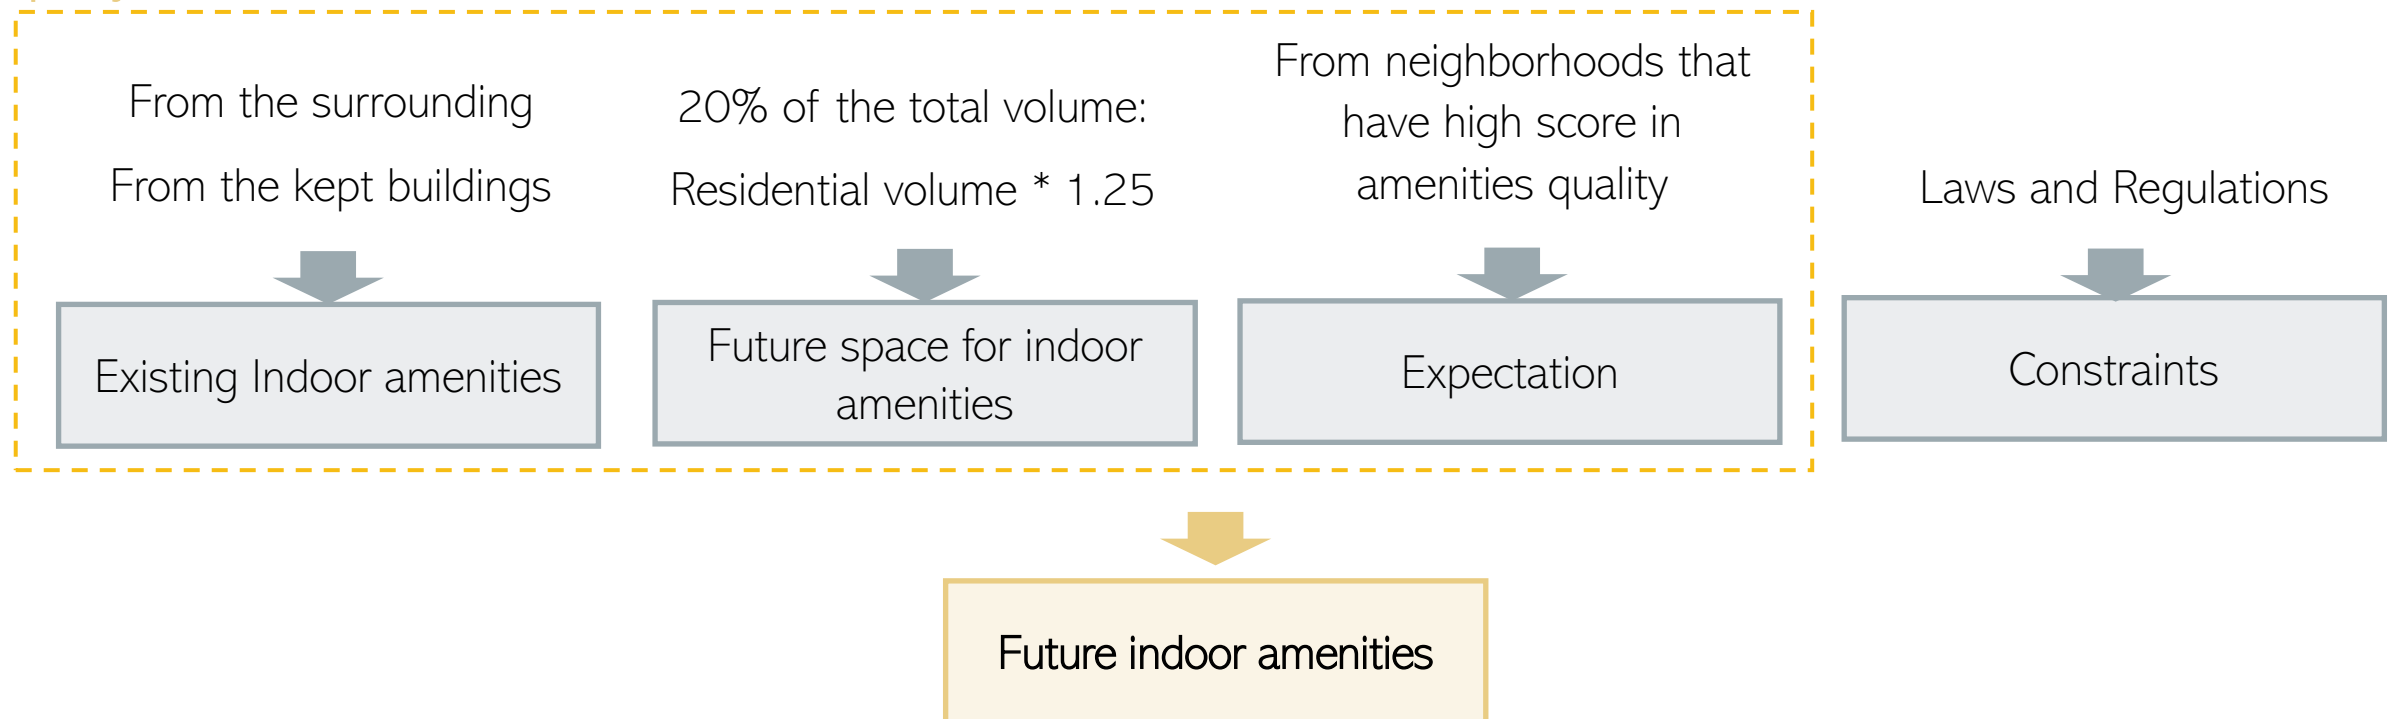 From the surrounding
From the kept buildings
20% of the total volume:
Residential volume * 1.25
From neighborhoods that
have high score in
amenities quality
Laws and Regulations
Existing Indoor amenities
Future space for indoor
amenities
Expectation
Constraints
Future indoor amenities